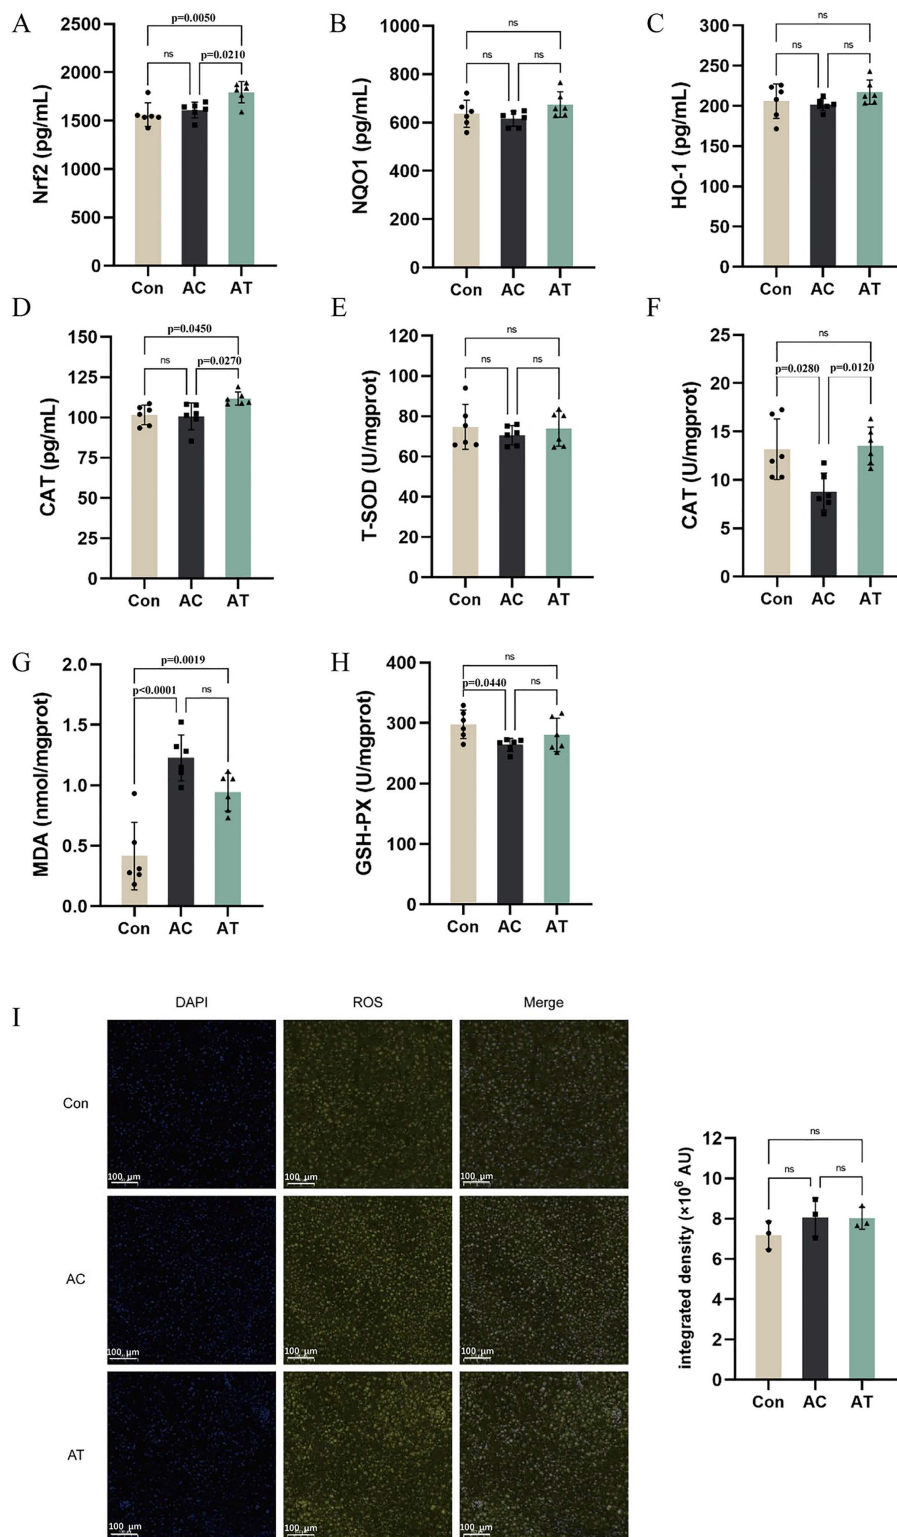 A
Nrf2 (pg/mL)
2500
2000
1500
1000
500
0
p=0.0050
ns
p=0.0210
Con AC AT
B
NQO1 (pg/mL)
1000
800
600
400
200
0
ns
ns
ns
Con AC AT
C
HO-1 (pg/mL)
300
250
200
150
100
50
0
ns
ns
ns
Con AC AT
D
CAT (pg/mL)
150
125
100
75
50
25
0
p=0.0450
ns
p=0.0270
Con AC AT
E
T-SOD (U/mgprot)
120
100
80
60
40
20
0
ns
ns
ns
Con AC AT
F
CAT (U/mgprot)
25
20
15
10
5
0
ns
p=0.0280
p=0.0120
Con AC AT
G
MDA (nmol/mgprot)
2.0
1.5
1.0
0.5
0.0
p=0.0019
p<0.0001
ns
Con AC AT
H
GSH-PX (U/mgprot)
400
300
200
100
0
ns
p=0.0440
ns
Con AC AT
I
DAPI ROS Merge
Con
100 μm 100 μm 100 μm
AC
100 μm 100 μm 100 μm
AT
100 μm 100 μm 100 μm
integrated density (×10⁶ AU)
12
10
8
6
4
2
0
ns
ns
ns
Con AC AT